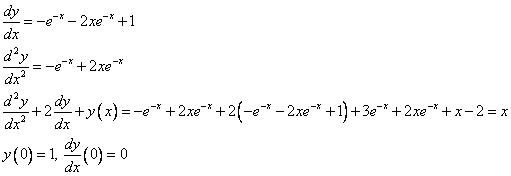 dy/dx = -e^{-x} - 2xe^{-x} + 1
d²y/dx² = -e^{-x} + 2xe^{-x}
d²y/dx² + 2 dy/dx + y(x) = -e^{-x} + 2xe^{-x} + 2(-e^{-x} - 2xe^{-x} + 1) + 3e^{-x} + 2xe^{-x} + x - 2 = x
y(0) = 1, dy/dx (0) = 0